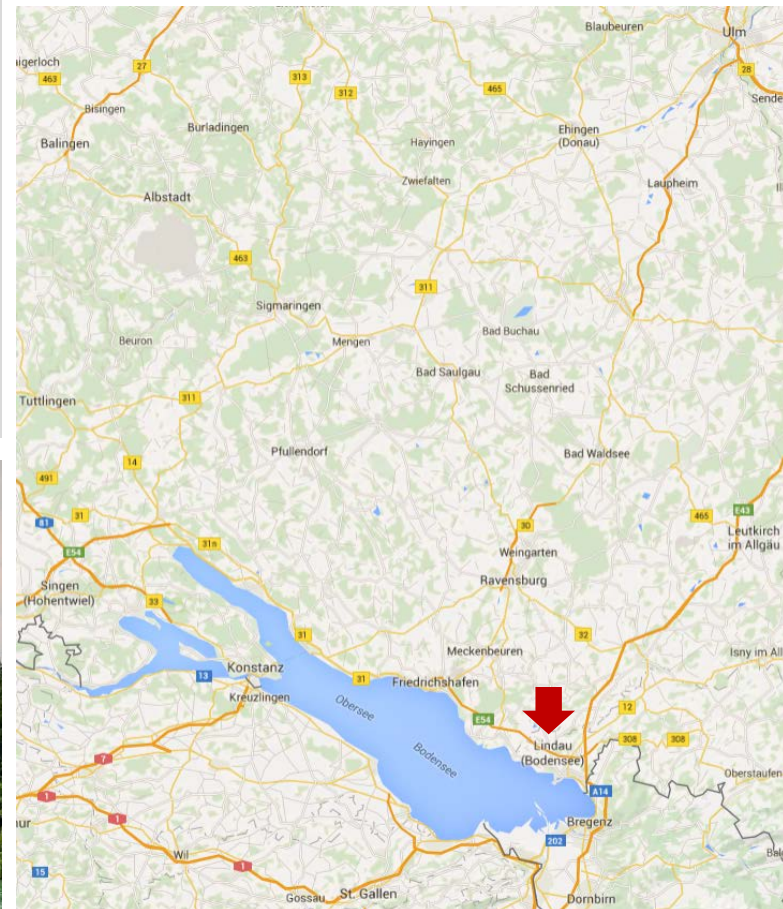 Blaubeuren
Ulm
aigerloch
463
27
313
312
465
28
Sende
Bisingen
Burladingen
Balingen
Hayingen
Ehingen
(Donau)
Zwiefalten
Laupheim
Albstadt
463
311
Sigmaringen
Beuron
Mengen
Bad Buchau
Bad Saulgau
Bad
Schussenried
Tuttlingen
311
Pfullendorf
Bad Waldsee
14
491
81
31
E54
31n
30
465
E43
Leutkirch
im Allgäu
Weingarten
Ravensburg
Singen
(Hohentwiel)
33
31
32
Meckenbeuren
Isny im All
Konstanz
13
31
Friedrichshafen
Kreuzlingen
Obersee
E54
12
Lindau
(Bodensee)
308
308
Bodensee
7
Oberstaufen
A14
1
1
ur
Bregenz
202
Wil
15
1
Gossau
St. Gallen
Dornbirn